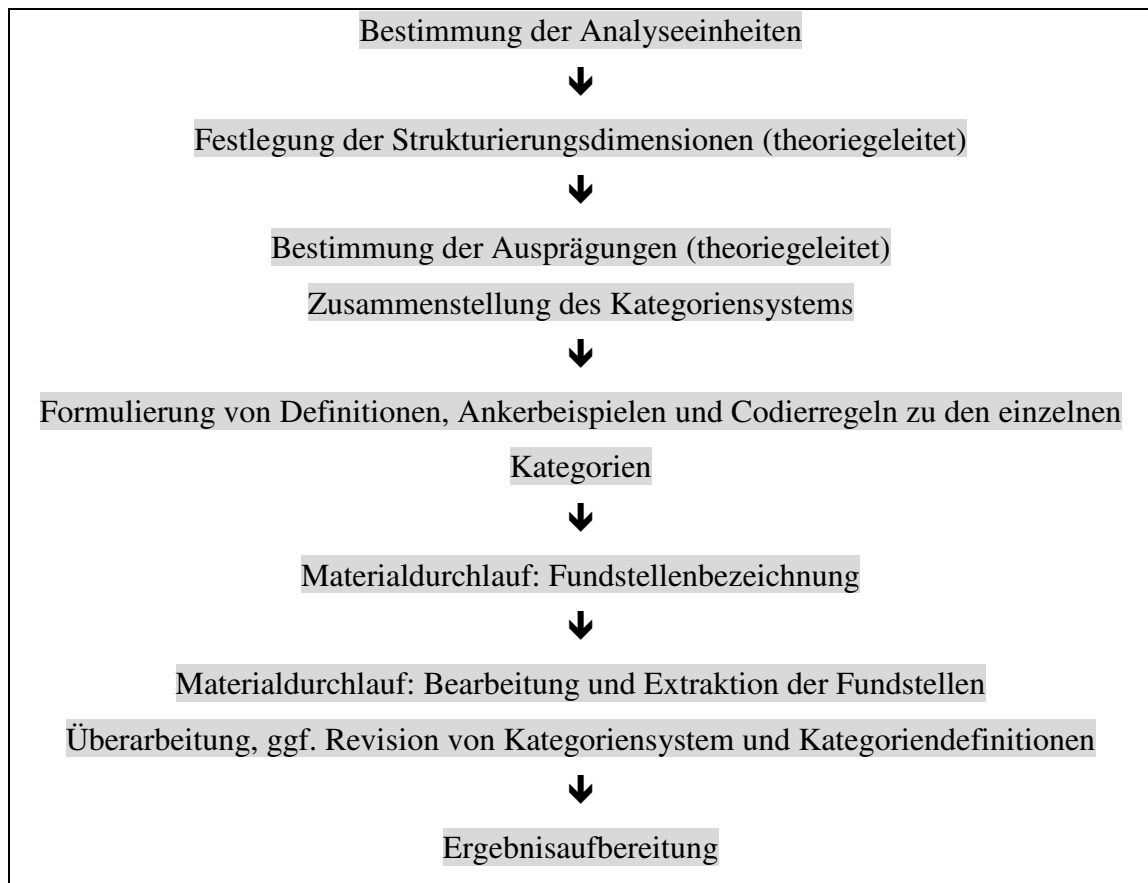 Bestimmung der Analyseeinheiten
🡻
Festlegung der Strukturierungsdimensionen (theoriegeleitet)
🡻
Bestimmung der Ausprägungen (theoriegeleitet)
Zusammenstellung des Kategoriensystems
🡻
Formulierung von Definitionen, Ankerbeispielen und Codierregeln zu den einzelnen
Kategorien
🡻
Materialdurchlauf: Fundstellenbezeichnung
🡻
Materialdurchlauf: Bearbeitung und Extraktion der Fundstellen
Überarbeitung, ggf. Revision von Kategoriensystem und Kategoriendefinitionen
🡻
Ergebnisaufbereitung